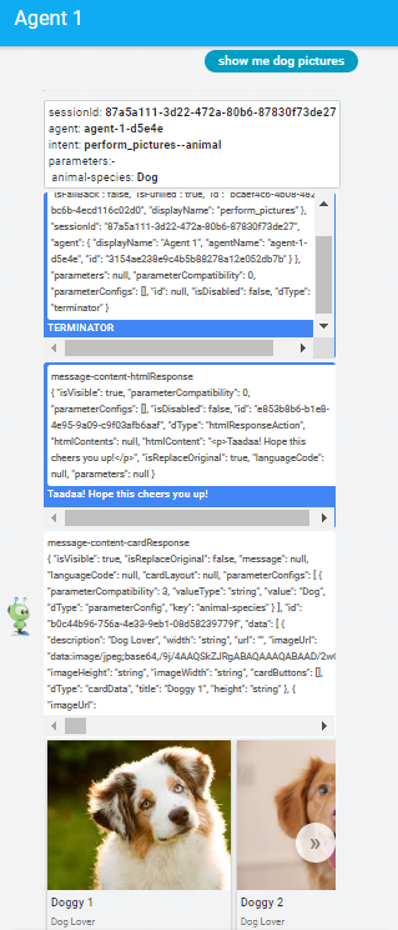 Agent 1
show me dog pictures
sessionId: 87a5a111-3d22-472a-80b6-87830f73de27
agent: agent-1-d5e4e
intent: perform_pictures--animal
parameters:-
animal-species: Dog
bc6b-4ecd116c02d0", "displayName": "perform_pictures" },
"sessionId": "87a5a111-3d22-472a-80b6-87830f73de27",
"agent": { "displayName": "Agent 1", "agentName": "agent-1-
d5e4e", "id": "3154ae238e9c4b5b88278a12e052db7b" } },
"parameters": null, "parameterCompatibility": 0,
"parameterConfigs": [], "id": null, "isDisabled": false, "dType":
"terminator" }
TERMINATOR
message-content-htmlResponse
{ "isVisible": true, "parameterCompatibility": 0,
"parameterConfigs": [], "isDisabled": false, "id": "e853b8b6-b1e8-
4e95-9a09-c9f03afb6aaf", "dType": "htmlResponseAction",
"htmlContents": null, "htmlContent": "<p>Taadaa! Hope this
cheers you up!</p>", "isReplaceOriginal": true, "languageCode":
null, "parameters": null }
Taadaa! Hope this cheers you up!
message-content-cardResponse
{ "isVisible": true, "isReplaceOriginal": false, "message": null,
"languageCode": null, "cardLayout": null, "parameterConfigs": [ {
"parameterCompatibility": 3, "valueType": "string", "value": "Dog",
"dType": "parameterConfig", "key": "animal-species" } ], "id":
"b0c44b96-756a-4e33-9eb1-08d58239779f", "data": [ {
"description": "Dog Lover", "width": "string", "url": "", "imageUrl":
"data:image/jpeg;base64,/9j/4AAQSkZJRgABAQAAAQABAAD/2w
"imageHeight": "string", "imageWidth": "string", "cardButtons": [],
"dType": "cardData", "title": "Doggy 1", "height": "string" }, {
"imageUrl":
»
Doggy 1
Doggy 2
Dog Lover
Dog Lover